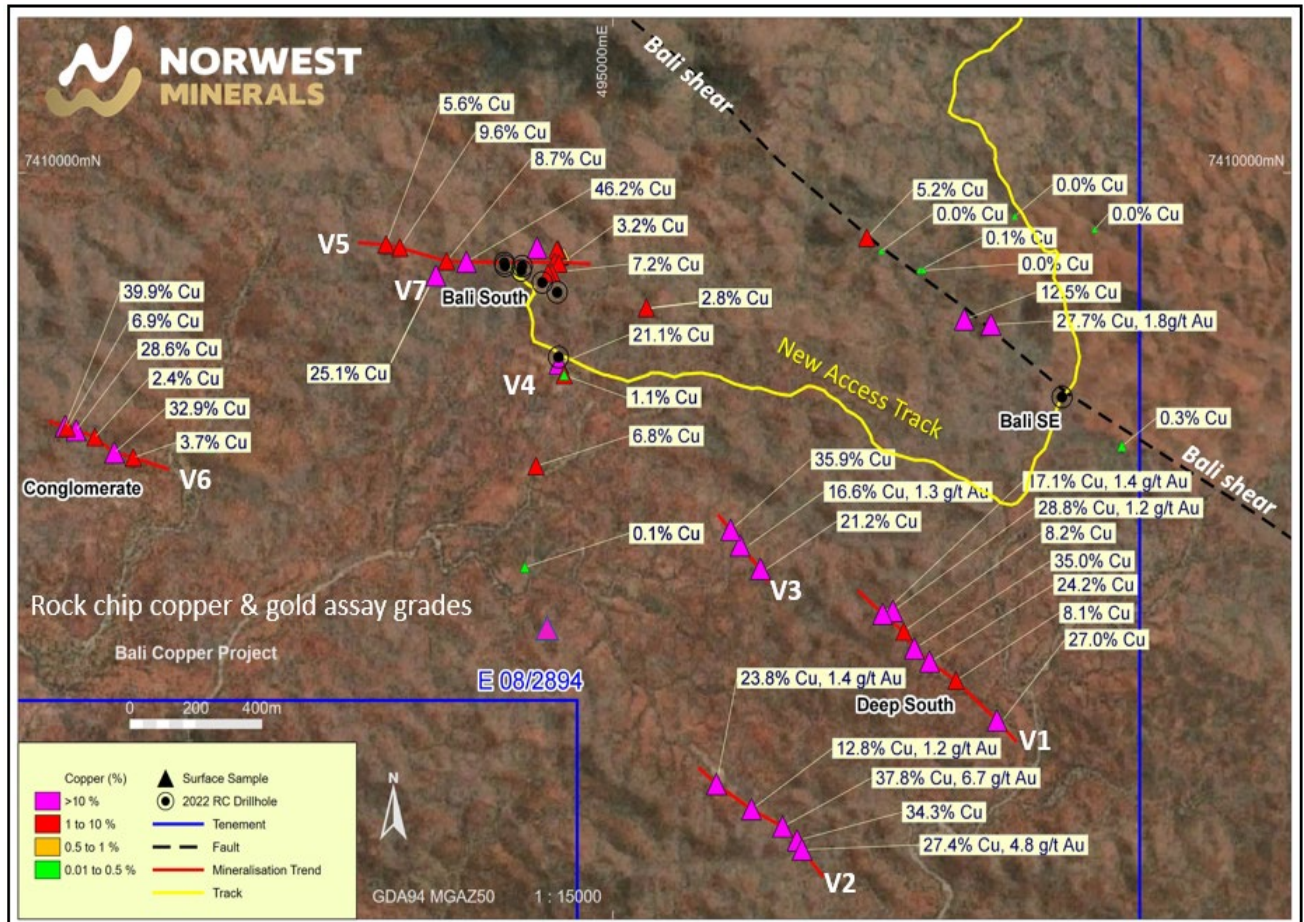 NORWEST
MINERALS
495000mE
Bali shear
7410000mN
7410000mN
5.6% Cu
9.6% Cu
8.7% Cu
46.2% Cu
3.2% Cu
7.2% Cu
2.8% Cu
21.1% Cu
1.1% Cu
6.8% Cu
0.1% Cu
V5
V7
Bali South
25.1% Cu
V4
5.2% Cu
0.0% Cu
0.0% Cu
0.0% Cu
0.1% Cu
0.0% Cu
12.5% Cu
27.7% Cu, 1.8g/t Au
New Access Track
Bali SE
0.3% Cu
Bali shear
39.9% Cu
6.9% Cu
28.6% Cu
2.4% Cu
32.9% Cu
3.7% Cu
V6
Conglomerate
35.9% Cu
16.6% Cu, 1.3 g/t Au
21.2% Cu
V3
17.1% Cu, 1.4 g/t Au
28.8% Cu, 1.2 g/t Au
8.2% Cu
35.0% Cu
24.2% Cu
8.1% Cu
27.0% Cu
Deep South
V1
23.8% Cu, 1.4 g/t Au
12.8% Cu, 1.2 g/t Au
37.8% Cu, 6.7 g/t Au
34.3% Cu
27.4% Cu, 4.8 g/t Au
V2
Rock chip copper & gold assay grades
Bali Copper Project
E 08/2894
0 200 400m
Copper (%)
>10 %
1 to 10 %
0.5 to 1 %
0.01 to 0.5 %
Surface Sample
2022 RC Drillhole
Tenement
Fault
Mineralisation Trend
Track
N
GDA94 MGAZ50 1 : 15000